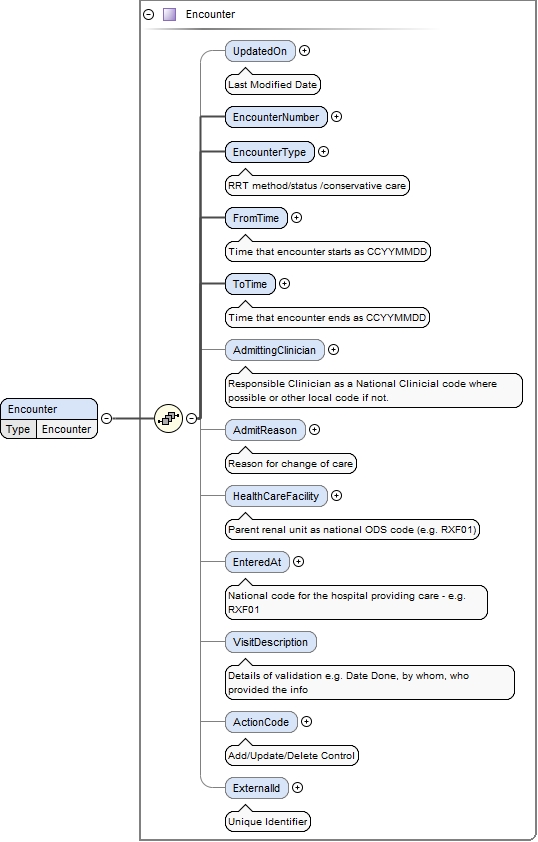 Encounter
UpdatedOn
Last Modified Date
EncounterNumber
EncounterType
RRT method/status /conservative care
FromTime
Time that encounter starts as CCYYMMDD
ToTime
Time that encounter ends as CCYYMMDD
AdmittingClinician
Responsible Clinician as a National Clinicial code where
possible or other local code if not.
Encounter
Type Encounter
AdmitReason
Reason for change of care
HealthCareFacility
Parent renal unit as national ODS code (e.g. RXF01)
EnteredAt
National code for the hospital providing care - e.g.
RXF01
VisitDescription
Details of validation e.g. Date Done, by whom, who
provided the info
ActionCode
Add/Update/Delete Control
ExternalId
Unique Identifier